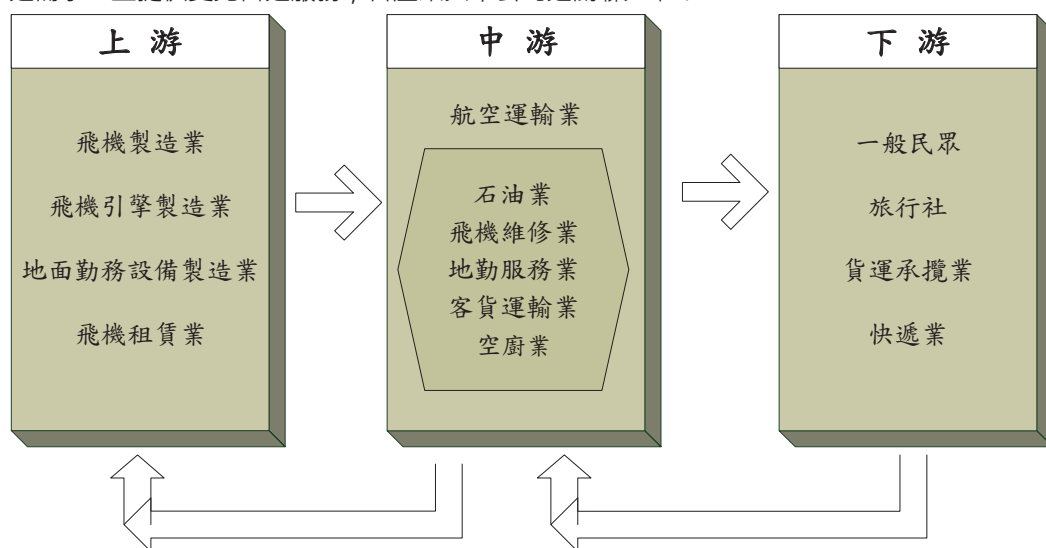 上游
飛機製造業
飛機引擎製造業
地面勤務設備製造業
飛機租賃業
中游
航空運輸業
石油業
飛機維修業
地勤服務業
客貨運輸業
空廚業
下游
一般民眾
旅行社
貨運承攬業
快遞業